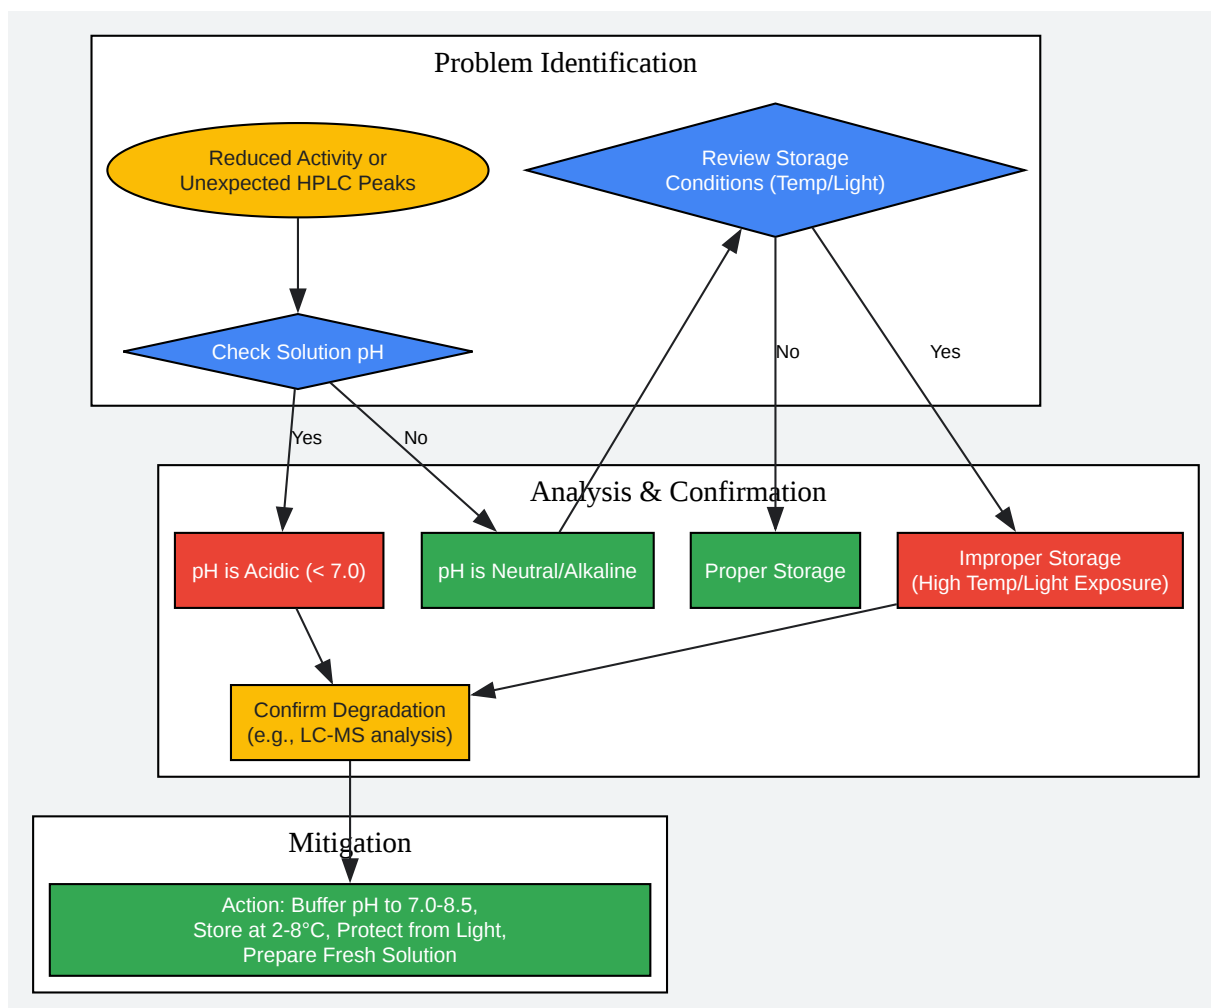 Problem Identification
Reduced Activity or
Unexpected HPLC Peaks
Review Storage
Conditions (Temp/Light)
Check Solution pH
No
Yes
Yes
No
Analysis & Confirmation
pH is Acidic (< 7.0)
pH is Neutral/Alkaline
Proper Storage
Improper Storage
(High Temp/Light Exposure)
Confirm Degradation
(e.g., LC-MS analysis)
Mitigation
Action: Buffer pH to 7.0-8.5,
Store at 2-8°C, Protect from Light,
Prepare Fresh Solution